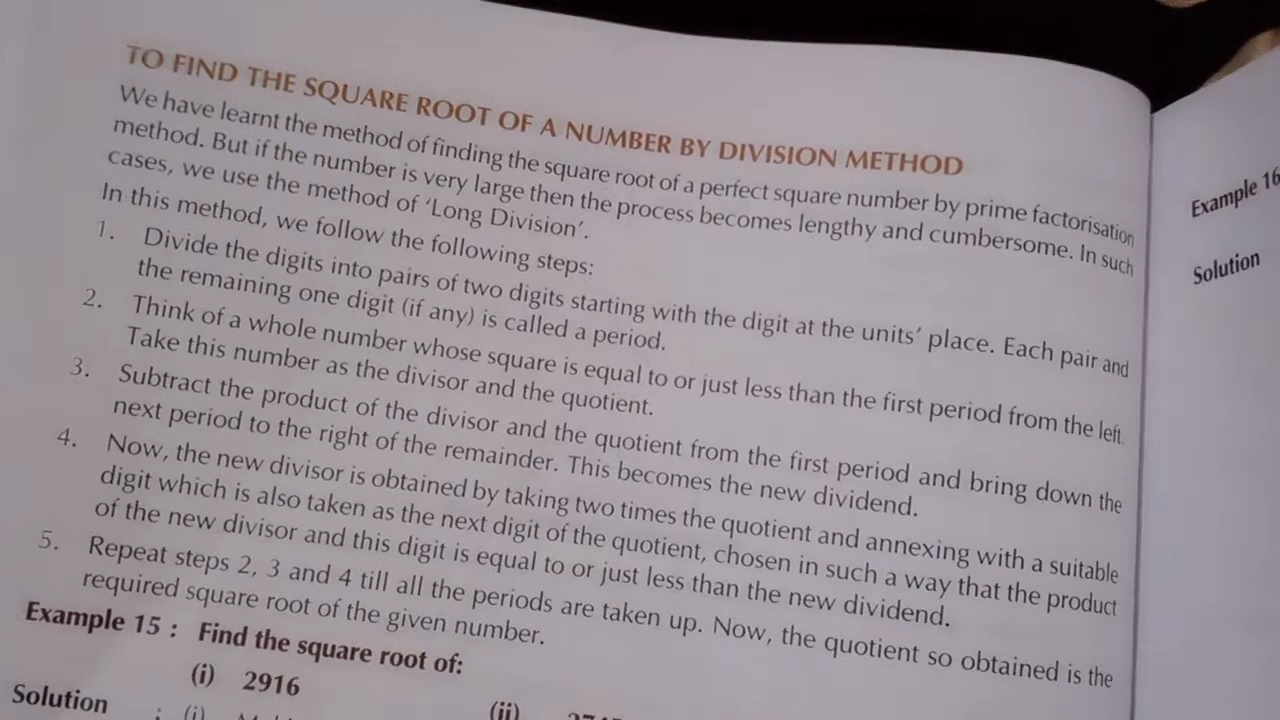 TO FIND THE SQUARE ROOT OF A NUMBER BY DIVISION METHOD
We have learnt the method of finding the square root of a perfect square number by prime factorisation
method. But if the number is very large then the process becomes lengthy and cumbersome. In such
cases, we use the method of ‘Long Division’.
In this method, we follow the following steps:
1. Divide the digits into pairs of two digits starting with the digit at the units’ place. Each pair and
the remaining one digit (if any) is called a period.
2. Think of a whole number whose square is equal to or just less than the first period from the left.
Take this number as the divisor and the quotient.
3. Subtract the product of the divisor and the quotient from the first period and bring down the
next period to the right of the remainder. This becomes the new dividend.
4. Now, the new divisor is obtained by taking two times the quotient and annexing with a suitable
digit which is also taken as the next digit of the quotient, chosen in such a way that the product
of the new divisor and this digit is equal to or just less than the new dividend.
5. Repeat steps 2, 3 and 4 till all the periods are taken up. Now, the quotient so obtained is the
required square root of the given number.
Example 15 : Find the square root of:
(i) 2916 (ii)
Solution : (i)
Example 16
Solution